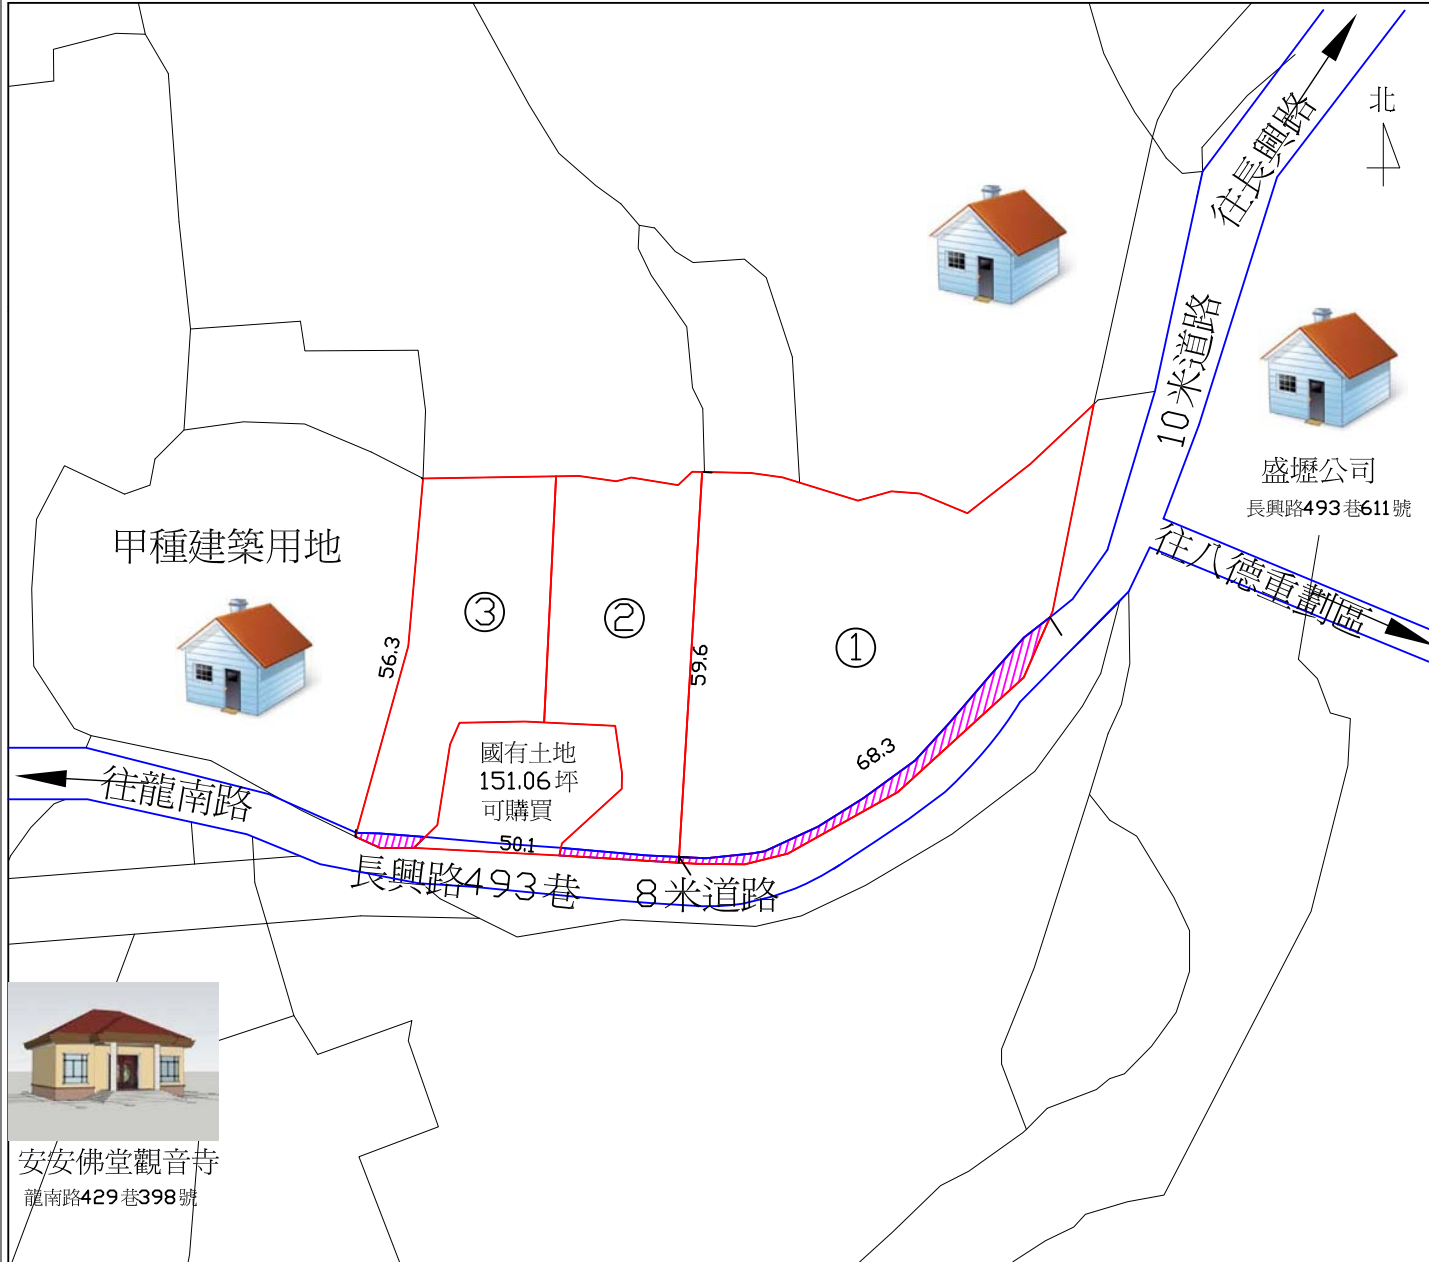 北
往長興路
10米道路
盛壢公司
長興路493巷611號
往八德重劃區
甲種建築用地
③
②
①
56.3
59.6
68.3
國有土地
151.06坪
可購買
50.1
往龍南路
長興路493巷
8米道路
安安佛堂觀音寺
龍南路429巷398號